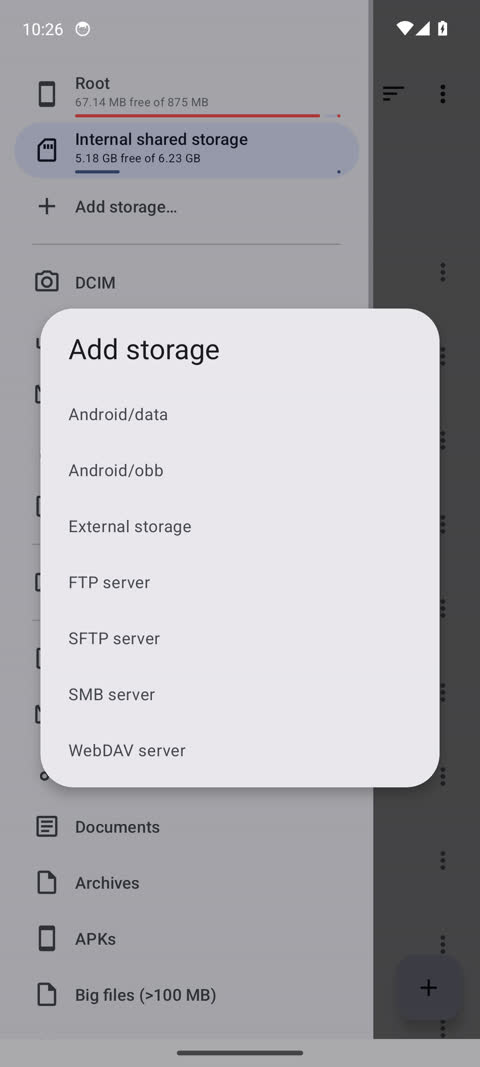 10:26
Root
67.14 MB free of 875 MB
Internal shared storage
5.18 GB free of 6.23 GB
Add storage…
DCIM
Add storage
Android/data
Android/obb
External storage
FTP server
SFTP server
SMB server
WebDAV server
Documents
Archives
APKs
Big files (>100 MB)